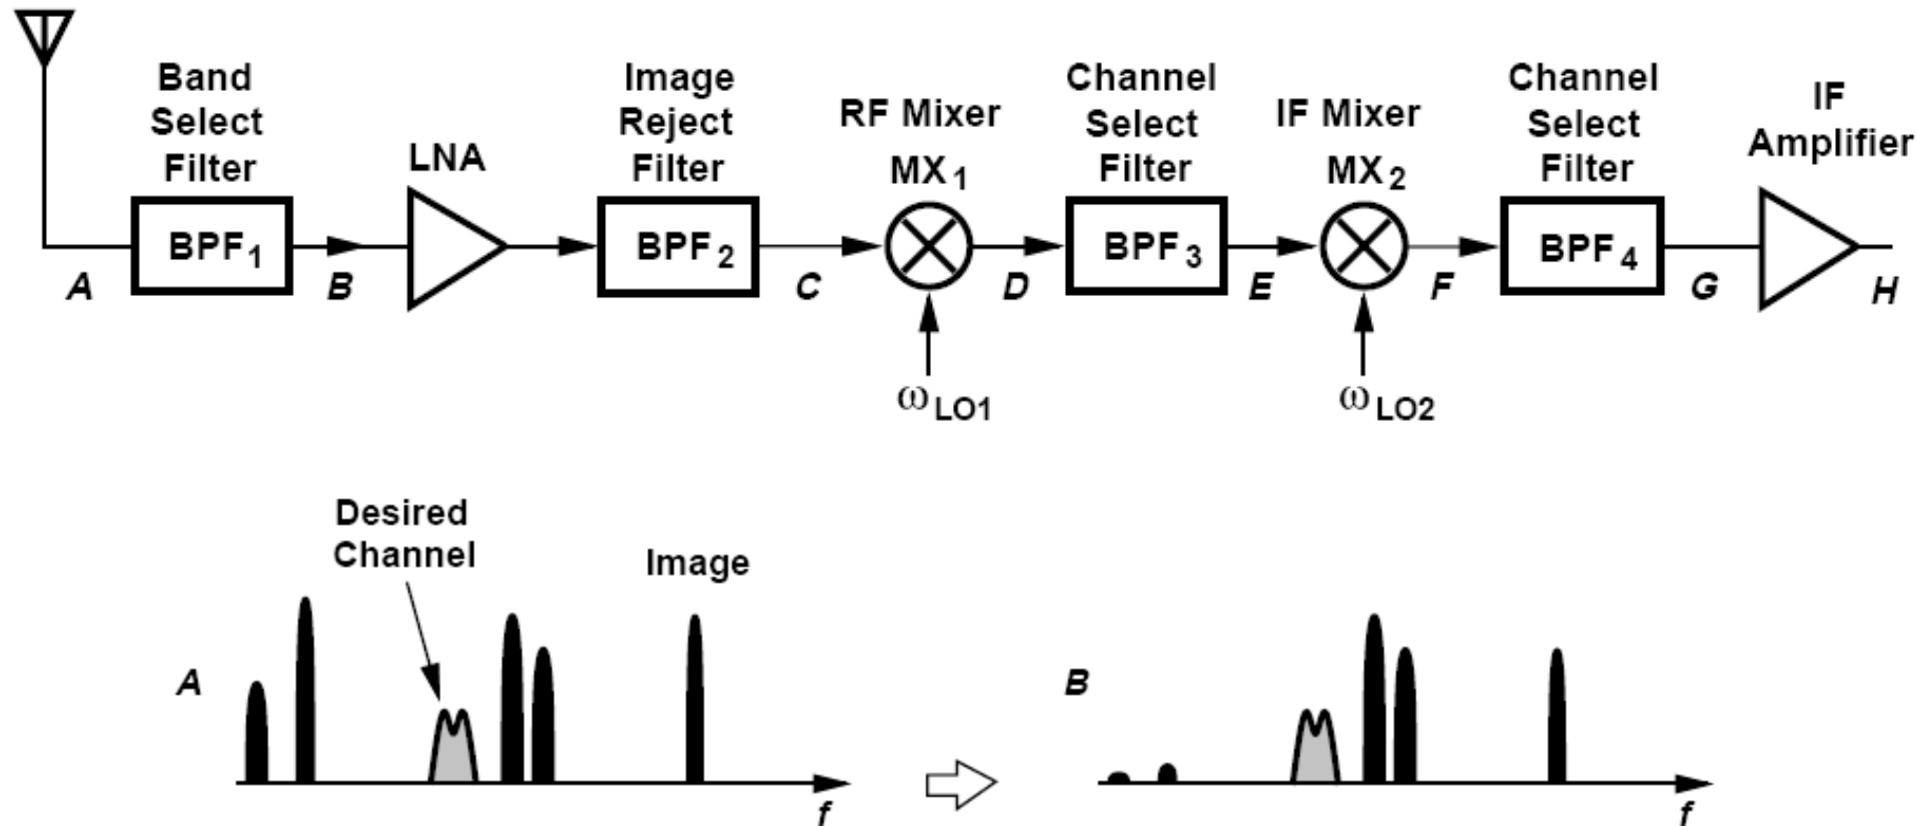 Band
Select
Filter
LNA
Image
Reject
Filter
RF Mixer
MX1
Channel
Select
Filter
IF Mixer
MX2
Channel
Select
Filter
IF
Amplifier
BPF1
BPF2
BPF3
BPF4
A
B
C
D
E
F
G
H
ωLO1
ωLO2
Desired
Channel
Image
A
f
B
f